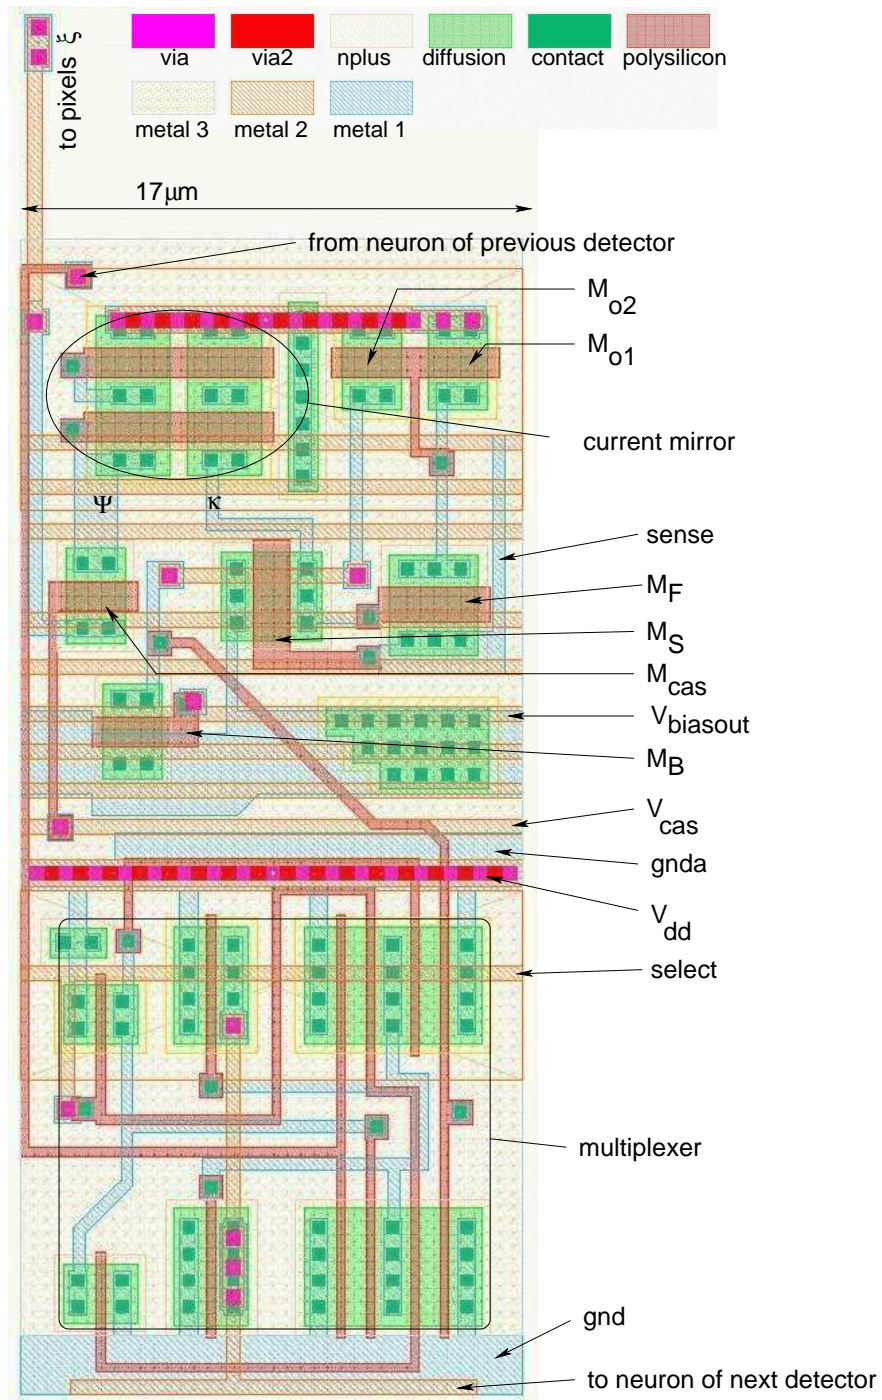 via via2 nplus diffusion contact polysilicon
metal 3 metal 2 metal 1
to pixels ξ
17μm
from neuron of previous detector
Mo2
Mo1
current mirror
Ψ κ
sense
MF
MS
Mcas
Vbiasout
MB
Vcas
gnda
Vdd
select
multiplexer
gnd
to neuron of next detector